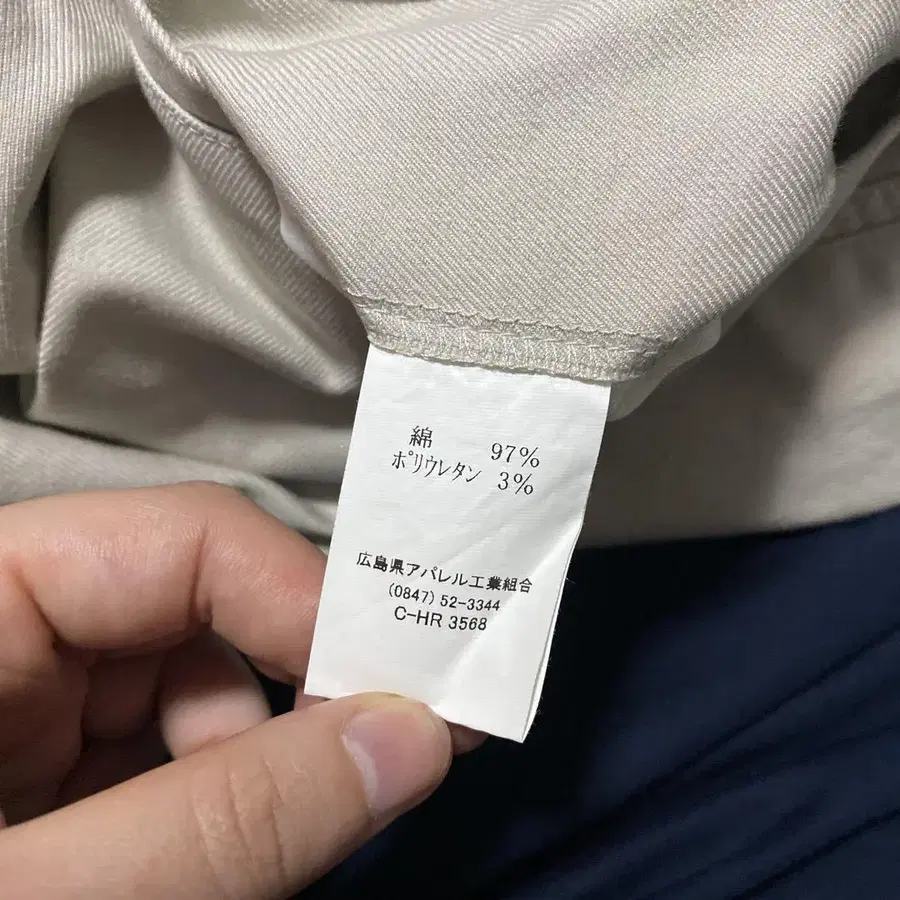 綿 97%
ポリウレタン 3%
広島県アパレル工業組合
(0847) 52-3344
C-HR 3568